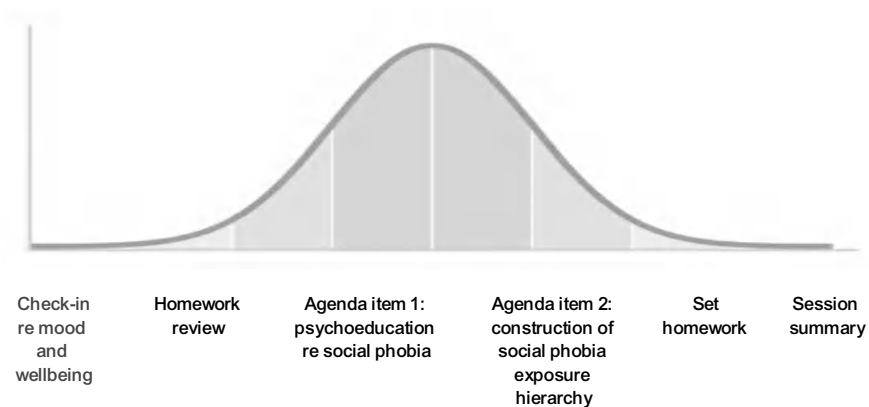 Check-in
re mood
and
wellbeing
Homework
review
Agenda item 1:
psychoeducation
re social phobia
Agenda item 2:
construction of
social phobia
exposure
hierarchy
Set
homework
Session
summary